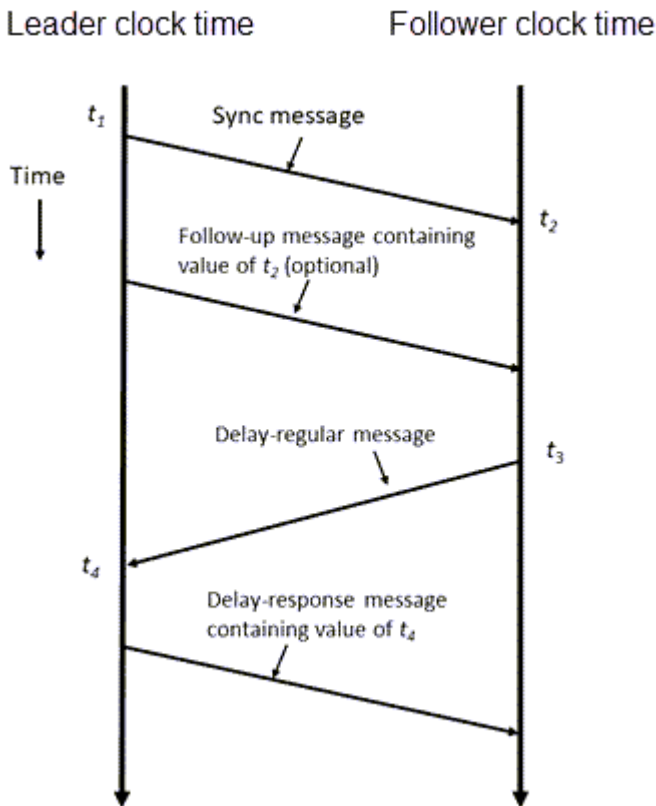 Leader clock time
Follower clock time
t1
Sync message
Time
t2
Follow-up message containing
value of t2 (optional)
Delay-regular message
t3
t4
Delay-response message
containing value of t4